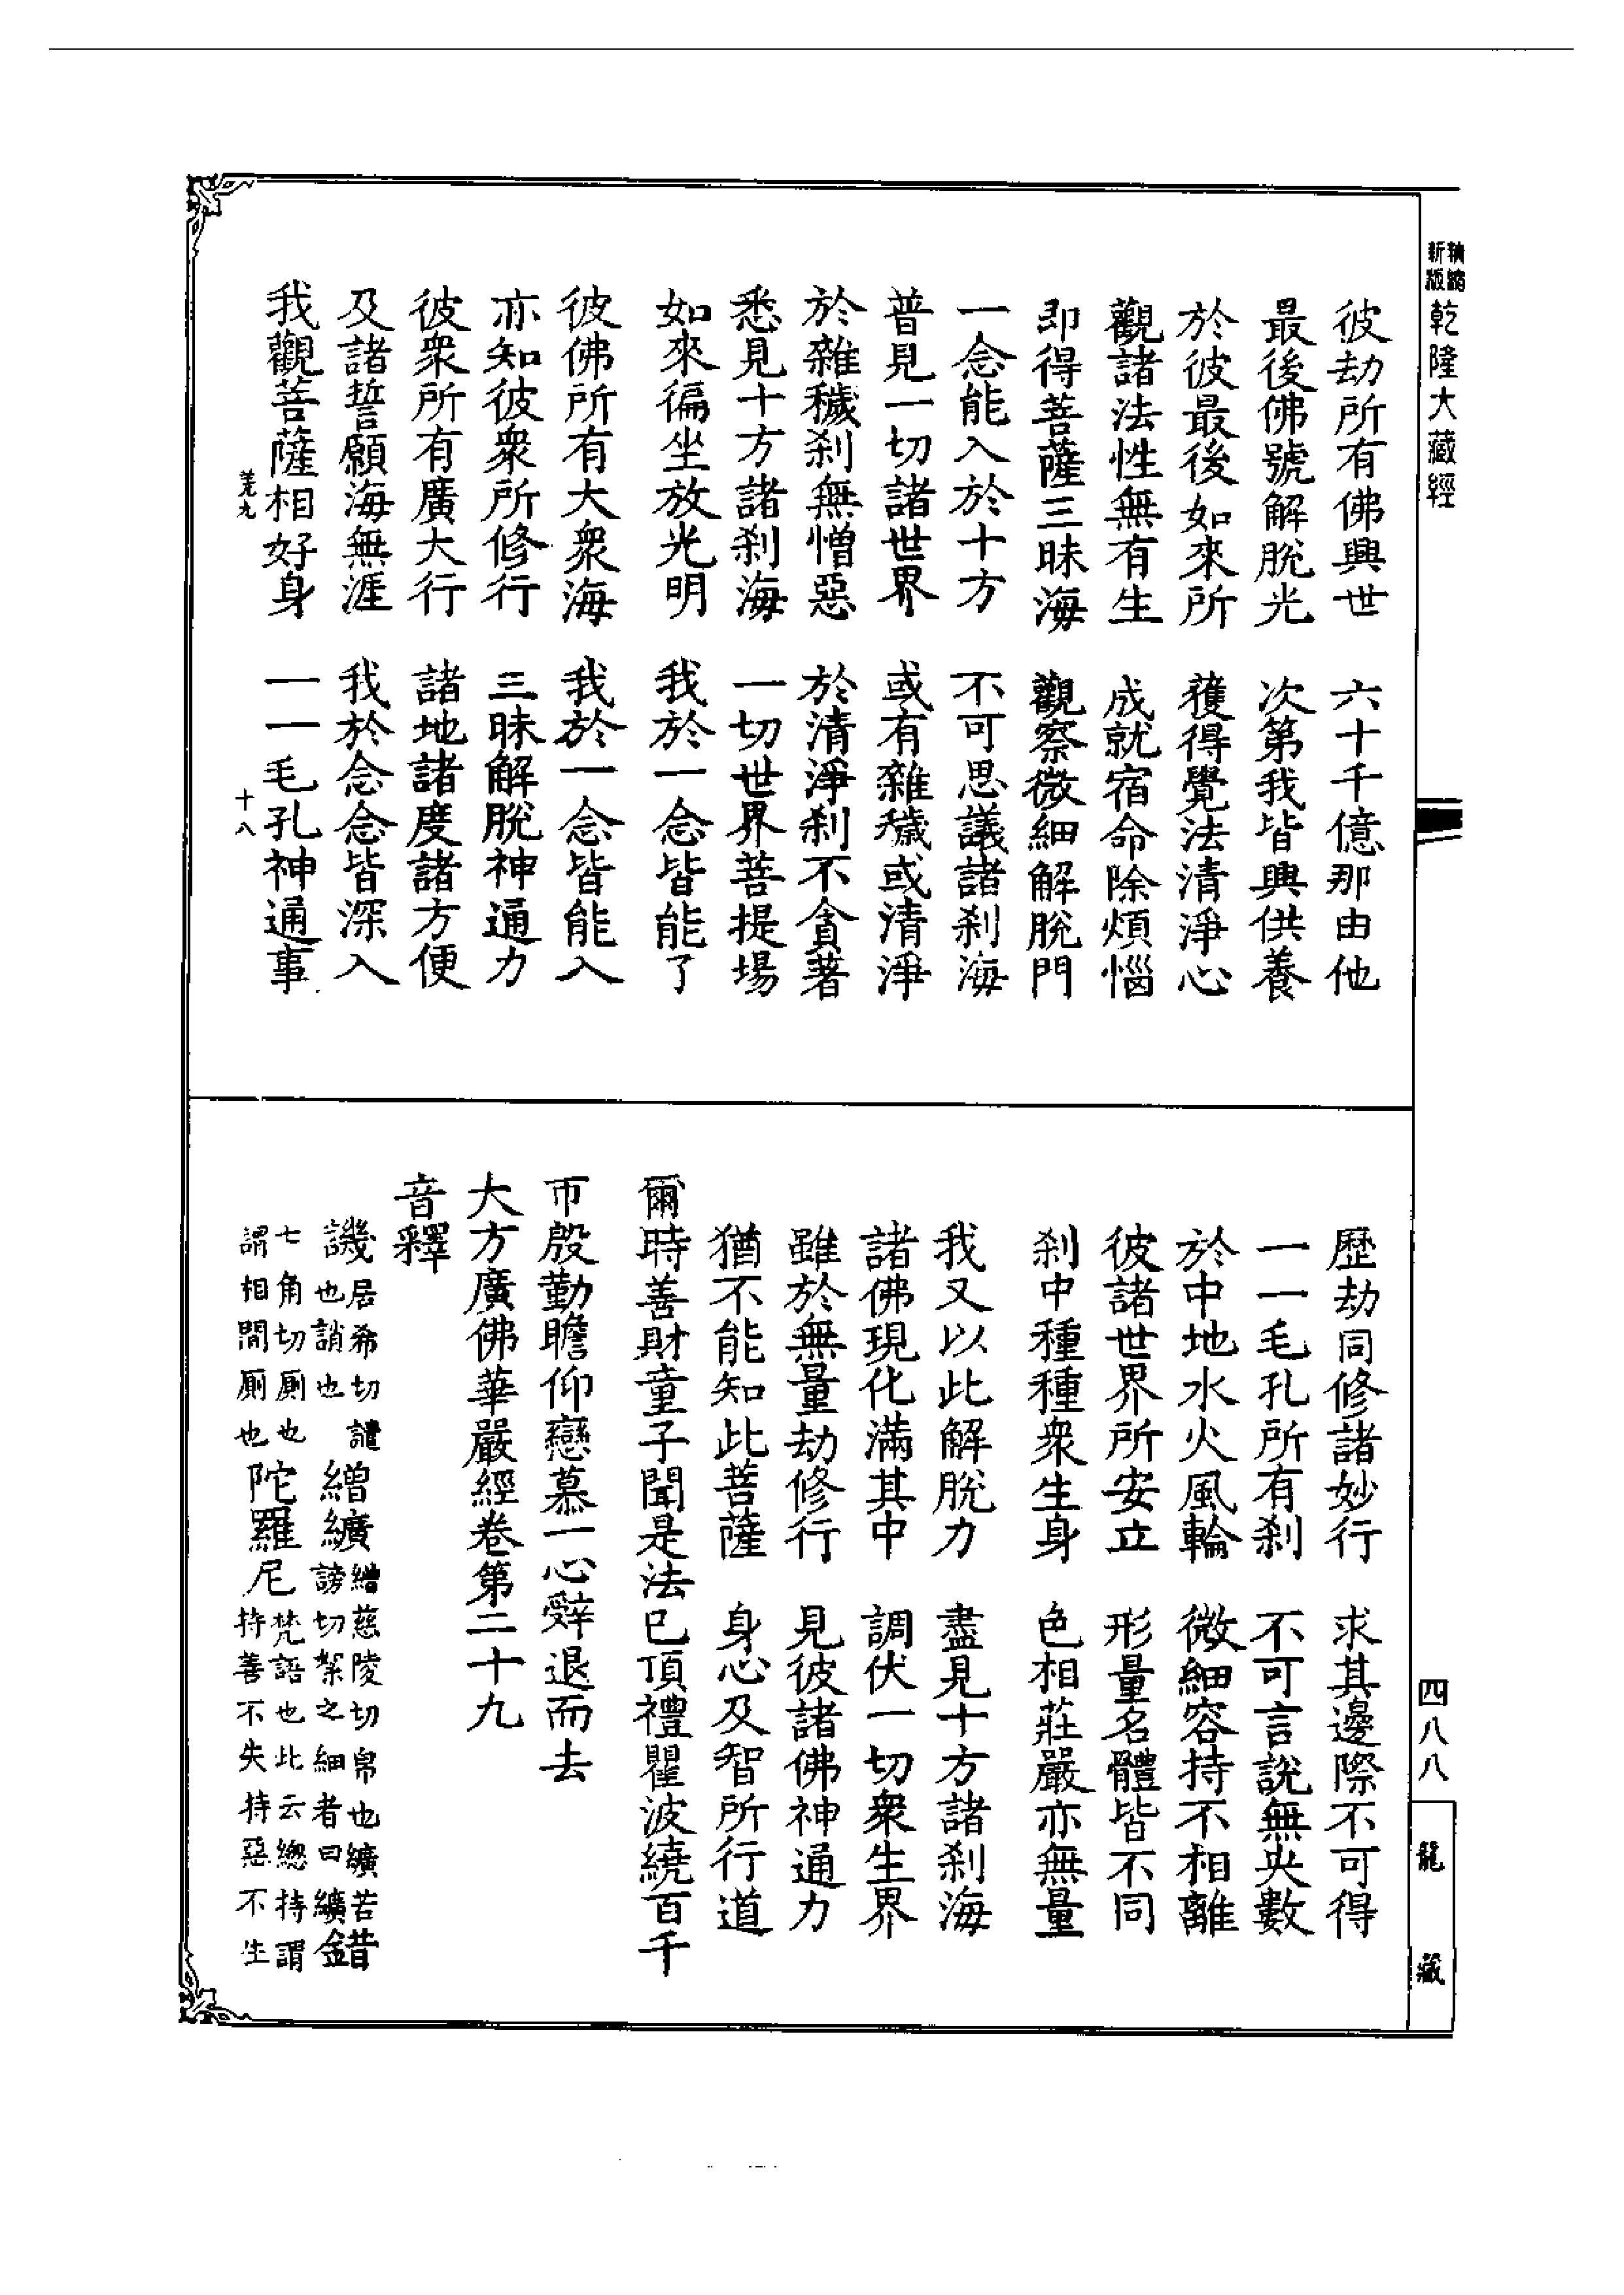 精縮新版乾隆大藏經
彼劫所有佛興世　六十千億那由他
最後佛號解脫光　次第我皆興供養
於彼最後如來所　獲得覺法清淨心
觀諸法性無有生　成就宿命除煩惱
即得菩薩三昧海　觀察微細解脫門
一念能入於十方　不可思議諸刹海
普見一切諸世界　或有雜穢或清淨
於雜穢刹無憎惡　於清淨刹不貪著
悉見十方諸刹海　一切世界菩提場
如來徧坐放光明　我於一念皆能了
彼佛所有大衆海　我於一念皆能入
亦知彼衆所修行　三昧解脫神通力
彼衆所有廣大行　諸地諸度諸方便
及諸誓願海無涯　我於念念皆深入
我觀菩薩相好身　一一毛孔神通事
羌九　十八
歷劫同修諸妙行　求其邊際不可得
一一毛孔所有刹　不可言說無央數
於中地水火風輪　微細容持不相離
彼諸世界所安立　形量名體皆不同
刹中種種衆生身　色相莊嚴亦無量
我又以此解脫力　盡見十方諸刹海
諸佛現化滿其中　調伏一切衆生界
雖於無量劫修行　見彼諸佛神通力
猶不能知此菩薩　身心及智所行道
爾時善財童子聞是法已頂禮瞿波繞百千
帀殷勤瞻仰戀慕一心辭退而去
大方廣佛華嚴經卷第二十九
音釋
譏居希切譴也誚也　繒纊繒慈陵切帛也纊苦謗切絮之細者曰纊　錯
七角切厠也謂相間厠也　陀羅尼梵語也此云總持謂持善不失持惡不生
四八八
龍藏